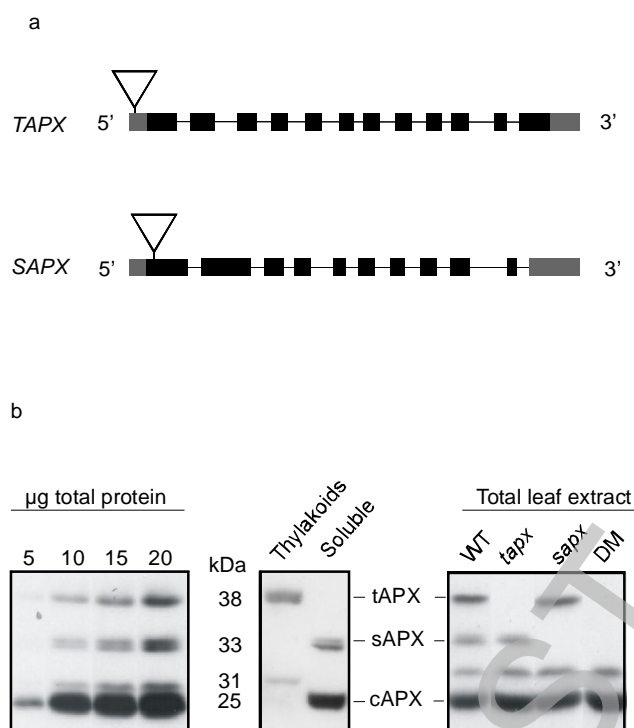 a
TAPX 5’ 3’
SAPX 5’ 3’
b
µg total protein
5 10 15 20
kDa
38
33
31
25
Thylakoids
Soluble
tAPX
sAPX
cAPX
Total leaf extract
WT tapx sapx DM
ST